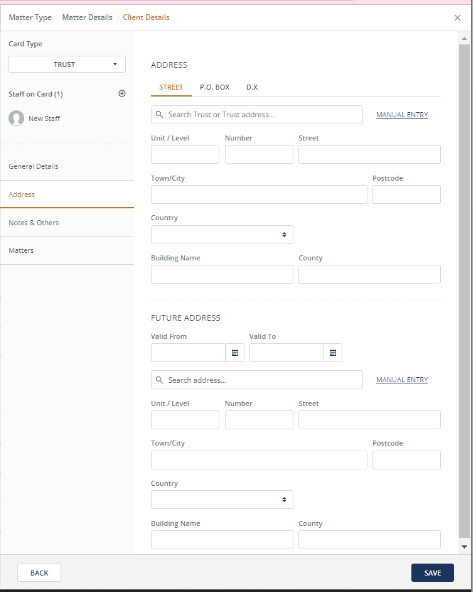 Matter Type Matter Details Client Details
Card Type
TRUST
Staff on Card (1)
New Staff
General Details
Address
Notes & Others
Matters
ADDRESS
STREET P.O. BOX D.X
Search Trust or Trust address... MANUAL ENTRY
Unit / Level Number Street
Town/City Postcode
Country
Building Name County
FUTURE ADDRESS
Valid From Valid To
Search address... MANUAL ENTRY
Unit / Level Number Street
Town/City Postcode
Country
Building Name County
BACK SAVE